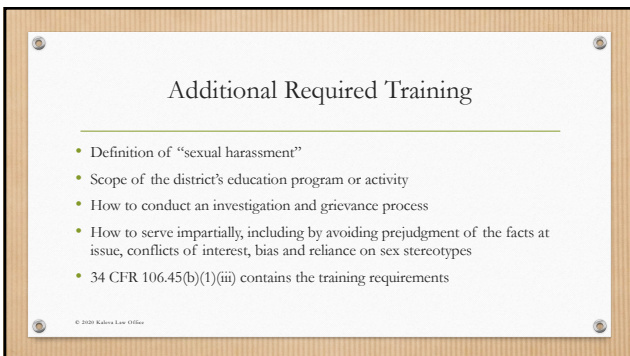 Additional Required Training
• Definition of “sexual harassment”
• Scope of the district’s education program or activity
• How to conduct an investigation and grievance process
• How to serve impartially, including by avoiding prejudgment of the facts at
issue, conflicts of interest, bias and reliance on sex stereotypes
• 34 CFR 106.45(b)(1)(iii) contains the training requirements
© 2020 Kaleva Law Office